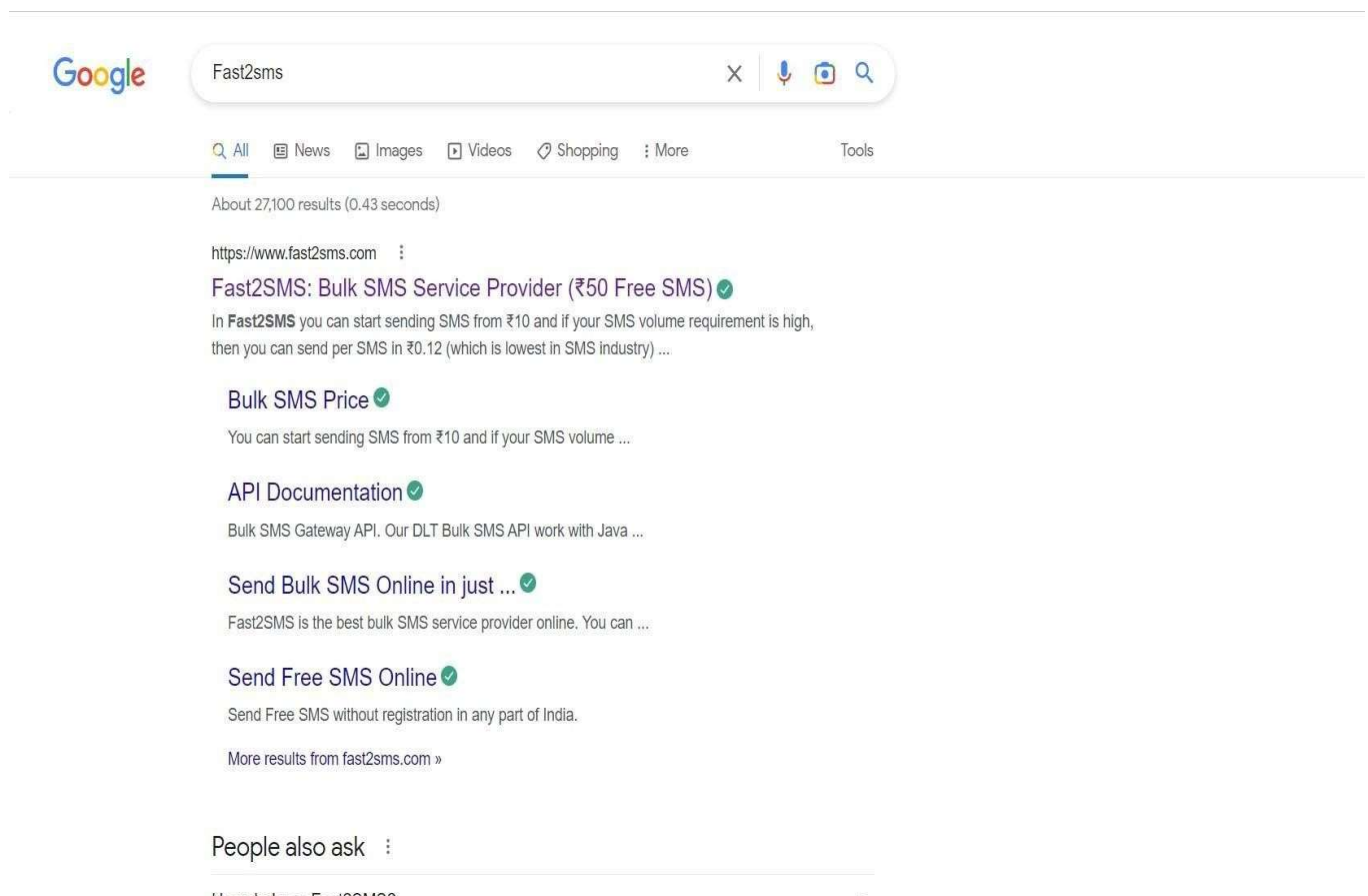 Google
Fast2sms
All News Images Videos Shopping More Tools
About 27,100 results (0.43 seconds)
https://www.fast2sms.com
Fast2SMS: Bulk SMS Service Provider (₹50 Free SMS)
In Fast2SMS you can start sending SMS from ₹10 and if your SMS volume requirement is high,
then you can send per SMS in ₹0.12 (which is lowest in SMS industry) ...
Bulk SMS Price
You can start sending SMS from ₹10 and if your SMS volume ...
API Documentation
Bulk SMS Gateway API. Our DLT Bulk SMS API work with Java ...
Send Bulk SMS Online in just ...
Fast2SMS is the best bulk SMS service provider online. You can ...
Send Free SMS Online
Send Free SMS without registration in any part of India.
More results from fast2sms.com »
People also ask